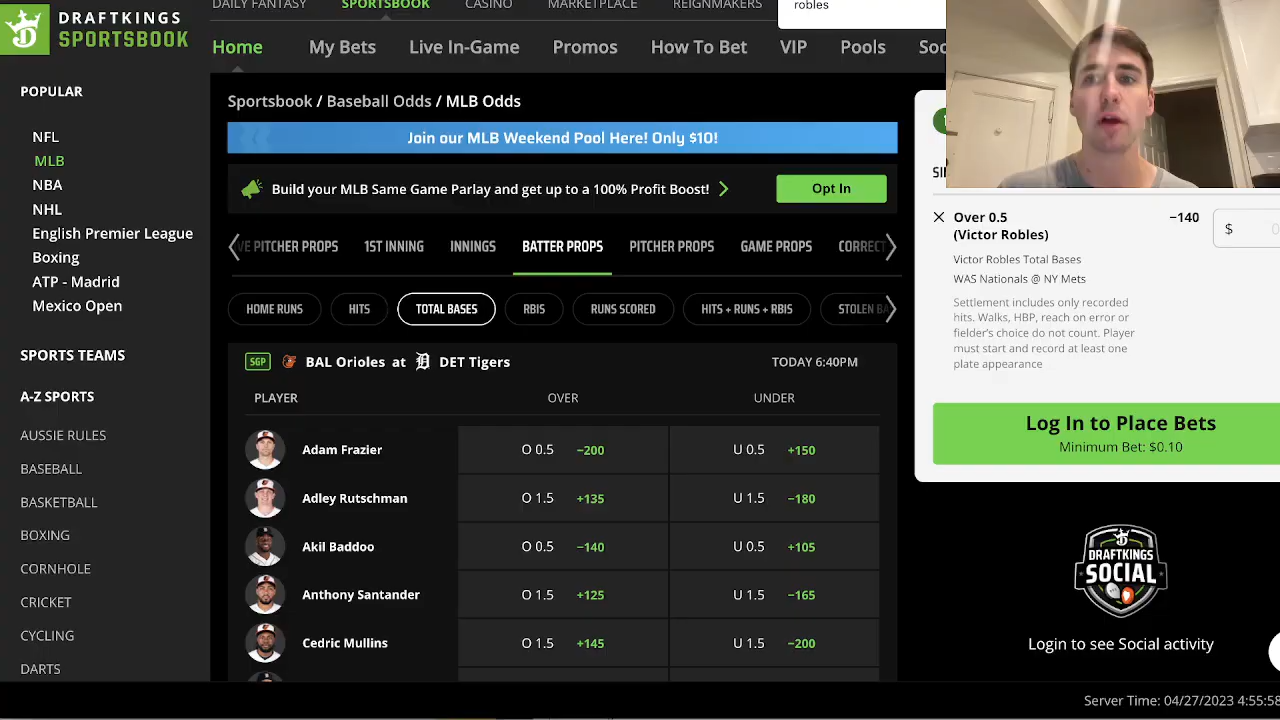 DRAFTKINGS
SPORTSBOOK
DAILY FANTASY
SPORTSBOOK
CASINO
MARKETPLACE
REIGNMAKERS
robles
Home
My Bets
Live In-Game
Promos
How To Bet
VIP
Pools
Soc
POPULAR
NFL
MLB
NBA
NHL
English Premier League
Boxing
ATP - Madrid
Mexico Open
SPORTS TEAMS
A-Z SPORTS
AUSSIE RULES
BASEBALL
BASKETBALL
BOXING
CORNHOLE
CRICKET
CYCLING
DARTS
Sportsbook / Baseball Odds / MLB Odds
Join our MLB Weekend Pool Here! Only $10!
Build your MLB Same Game Parlay and get up to a 100% Profit Boost!
Opt In
VE PITCHER PROPS
1ST INNING
INNINGS
BATTER PROPS
PITCHER PROPS
GAME PROPS
CORRECT
HOME RUNS
HITS
TOTAL BASES
RBIS
RUNS SCORED
HITS + RUNS + RBIS
STOLEN BA
SGP BAL Orioles at DET Tigers TODAY 6:40PM
PLAYER OVER UNDER
Adam Frazier O 0.5 −200 U 0.5 +150
Adley Rutschman O 1.5 +135 U 1.5 −180
Akil Baddoo O 0.5 −140 U 0.5 +105
Anthony Santander O 1.5 +125 U 1.5 −165
Cedric Mullins O 1.5 +145 U 1.5 −200
Over 0.5 −140 $ 0
(Victor Robles)
Victor Robles Total Bases
WAS Nationals @ NY Mets
Settlement includes only recorded
hits. Walks, HBP, reach on error or
fielder's choice do not count. Player
must start and record at least one
plate appearance
Log In to Place Bets
Minimum Bet: $0.10
DRAFTKINGS
SOCIAL
Login to see Social activity
Server Time: 04/27/2023 4:55:58